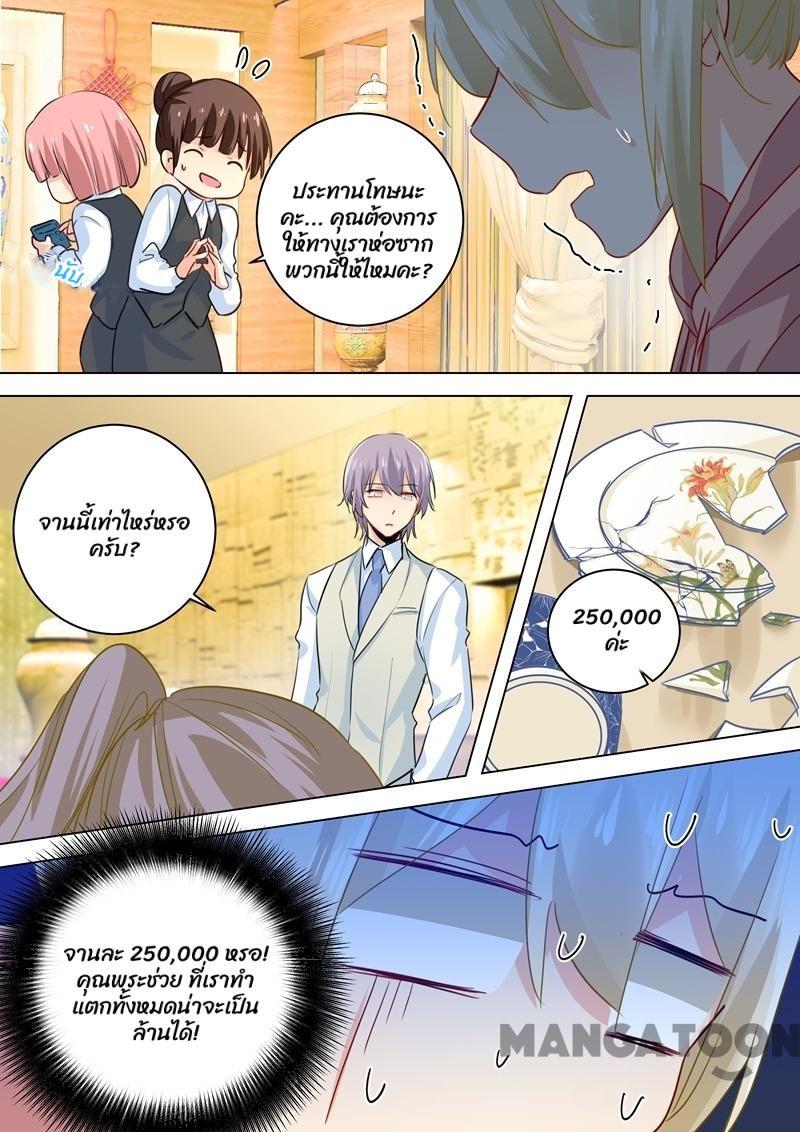 ประทานโทษนะ
คะ... คุณต้องการ
ให้ทางเราห่อซาก
พวกนี้ให้ไหมคะ?
นับ
จานนี้เท่าไหร่หรอ
ครับ?
250,000
ค่ะ
จานละ 250,000 หรอ!
คุณพระช่วย ที่เราทำ
แตกทั้งหมดน่าจะเป็น
ล้านได้!
MANGATOON